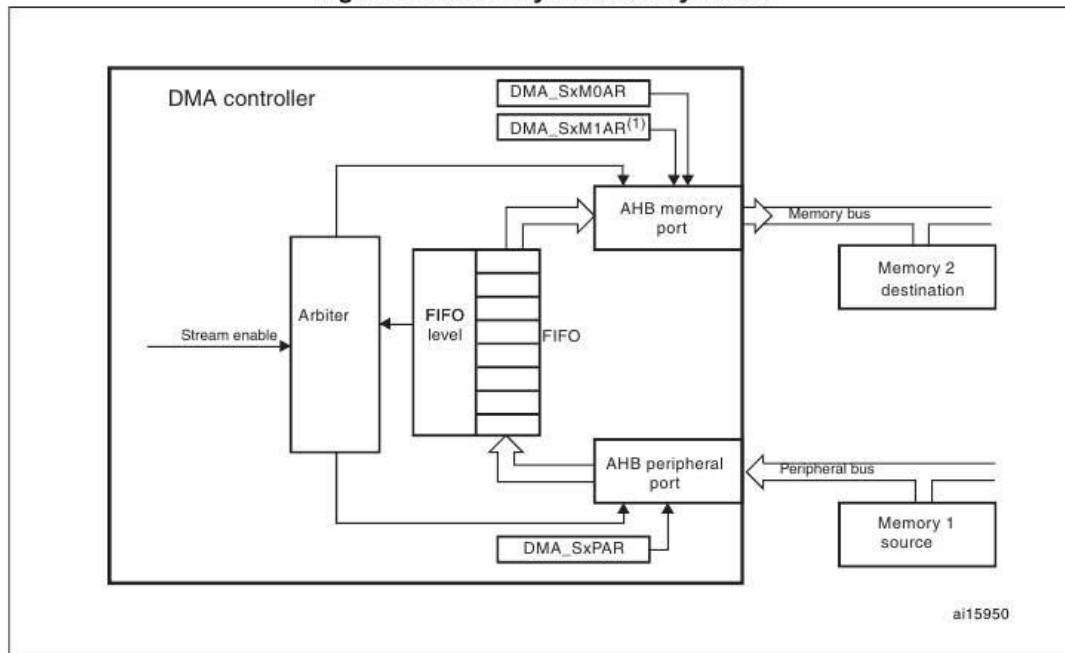 DMA controller
DMA_SxM0AR
DMA_SxM1AR(1)
AHB memory
port
Memory bus
Memory 2
destination
Arbiter
FIFO
level
FIFO
Stream enable
AHB peripheral
port
Peripheral bus
Memory 1
source
DMA_SxPAR
ai15950